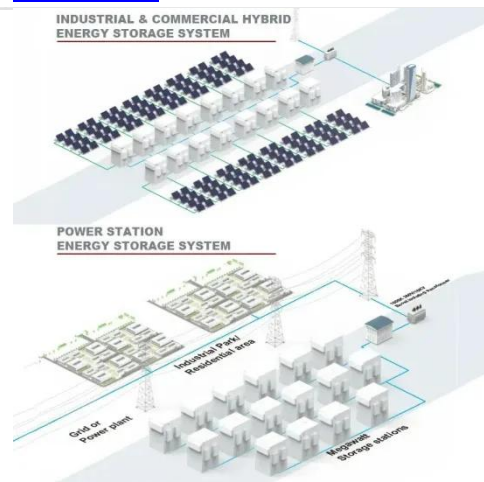 INDUSTRIAL & COMMERCIAL HYBRID
ENERGY STORAGE SYSTEM
POWER STATION
ENERGY STORAGE SYSTEM
Industrial Park/
Residential area
Grid or
Power plant
Megawatt
Storage stations